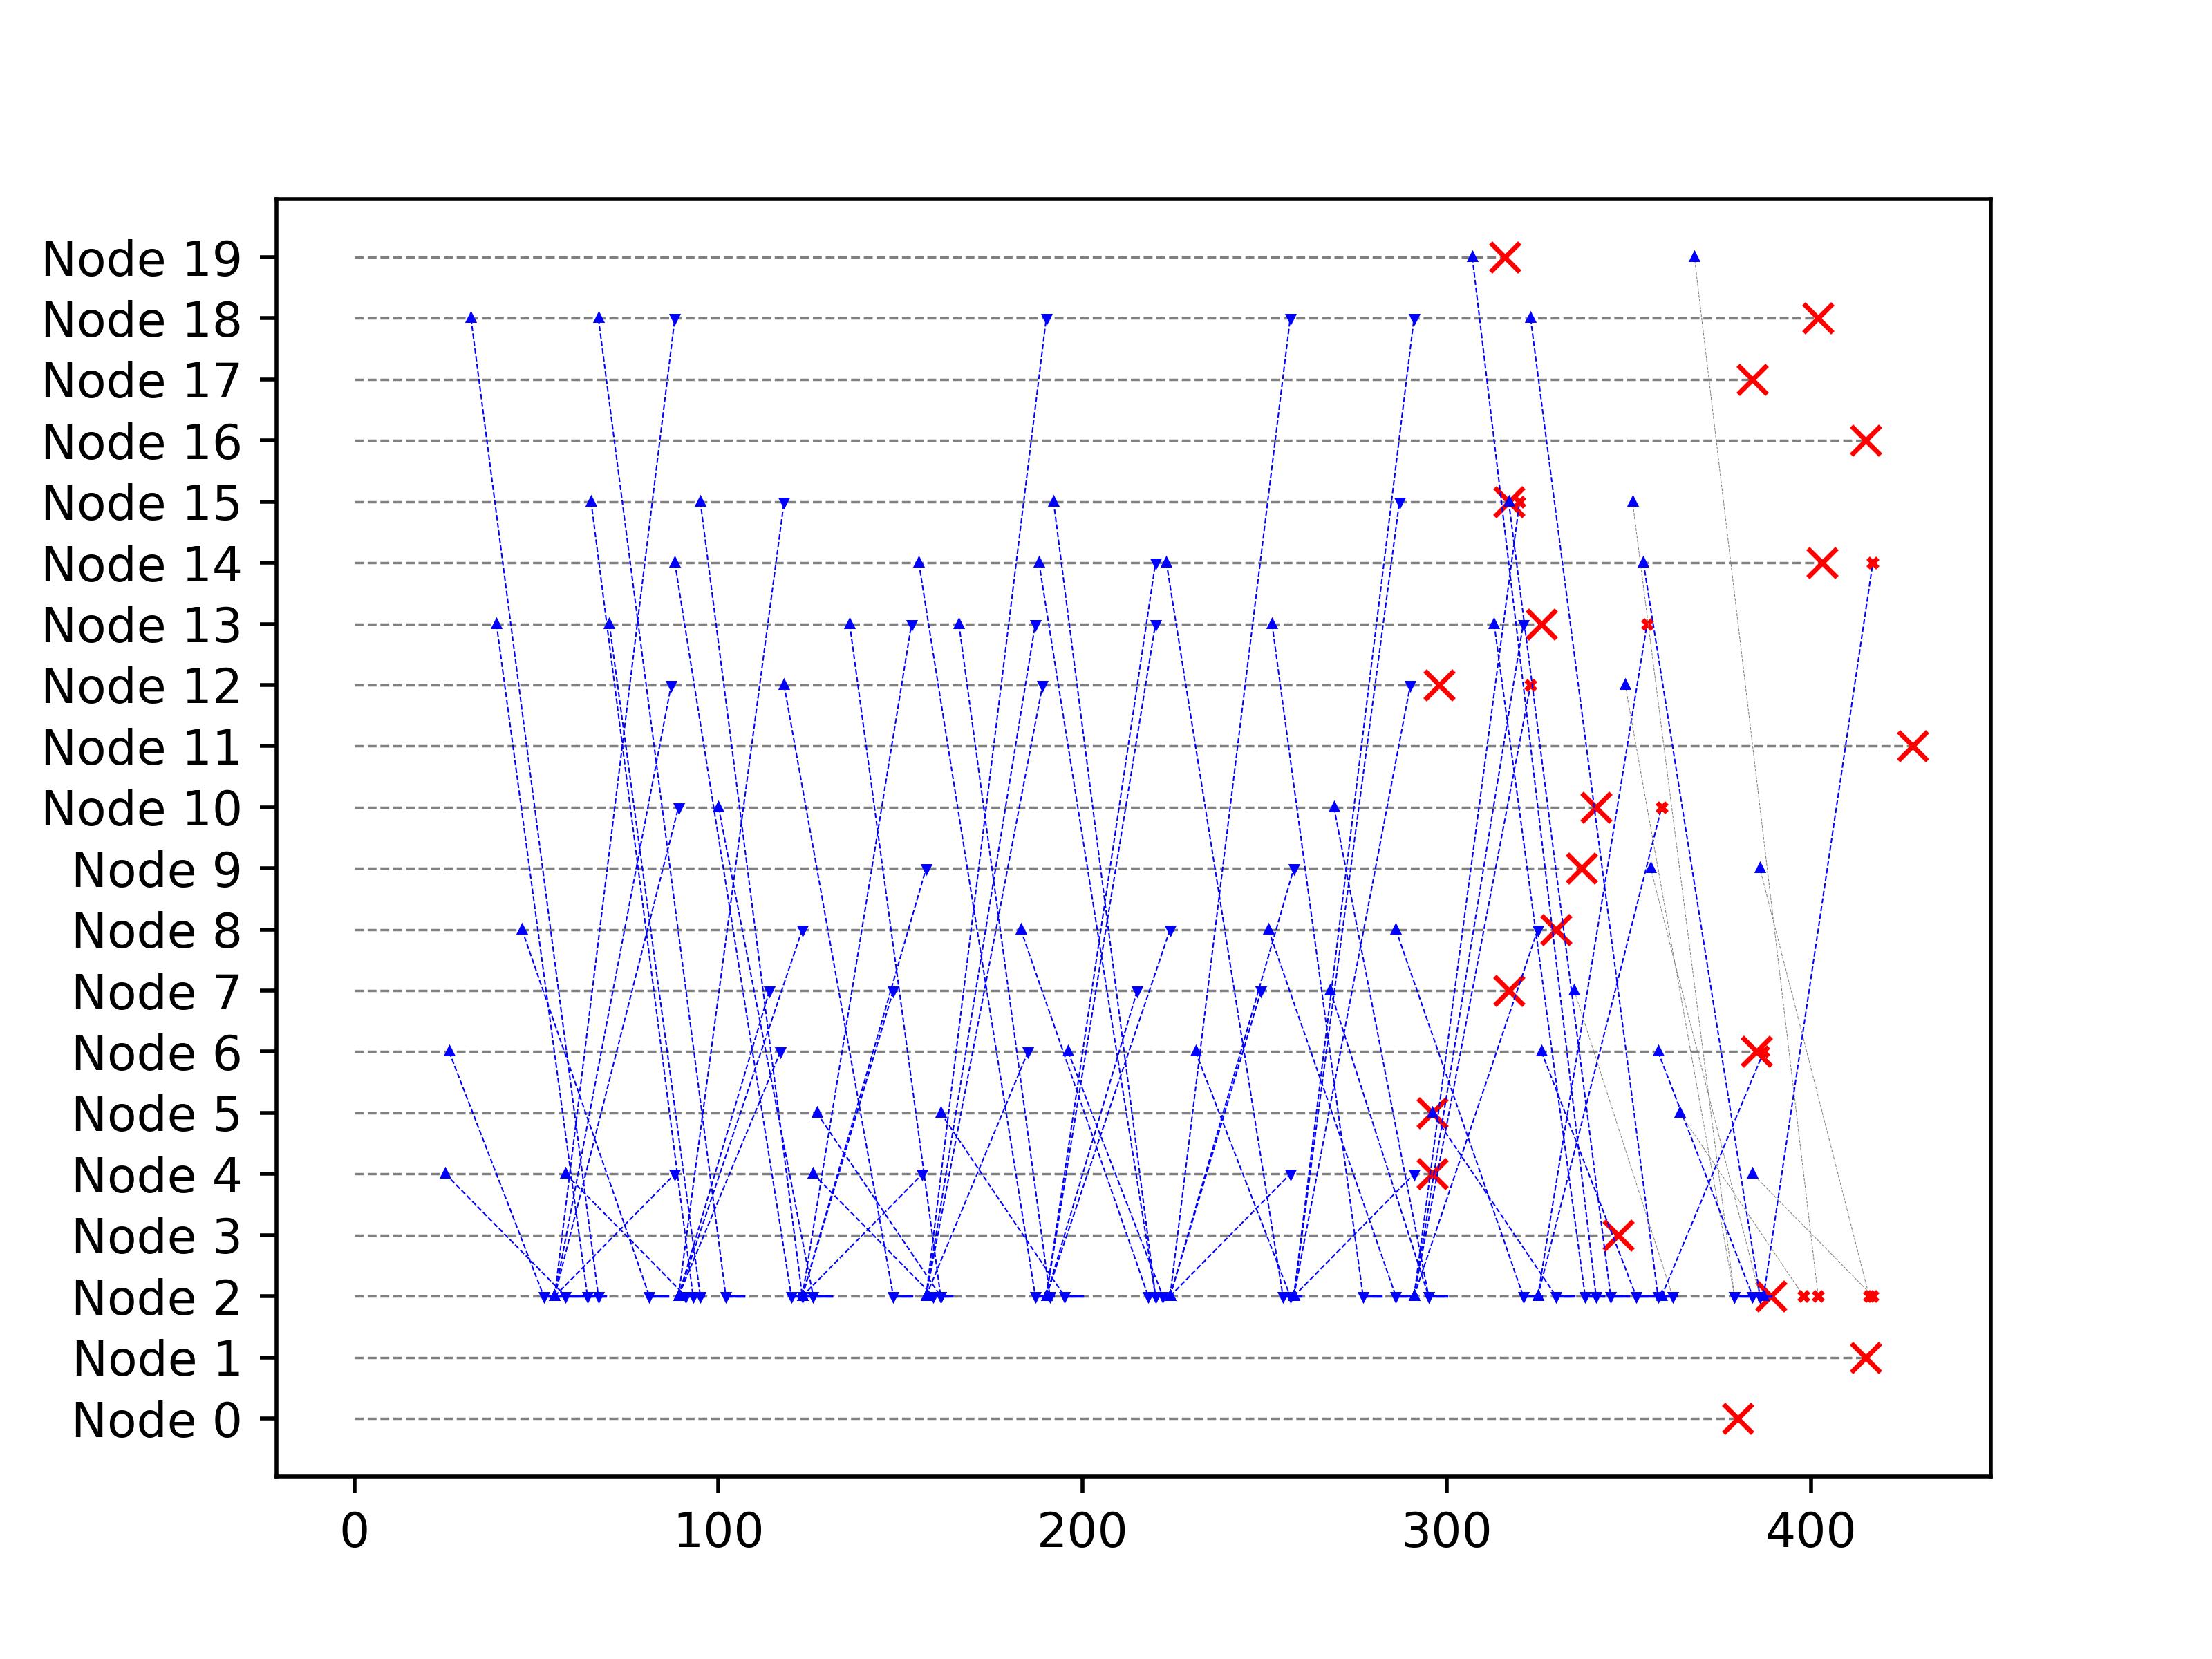 Node 19
Node 18
Node 17
Node 16
Node 15
Node 14
Node 13
Node 12
Node 11
Node 10
Node 9
Node 8
Node 7
Node 6
Node 5
Node 4
Node 3
Node 2
Node 1
Node 0
0 100 200 300 400